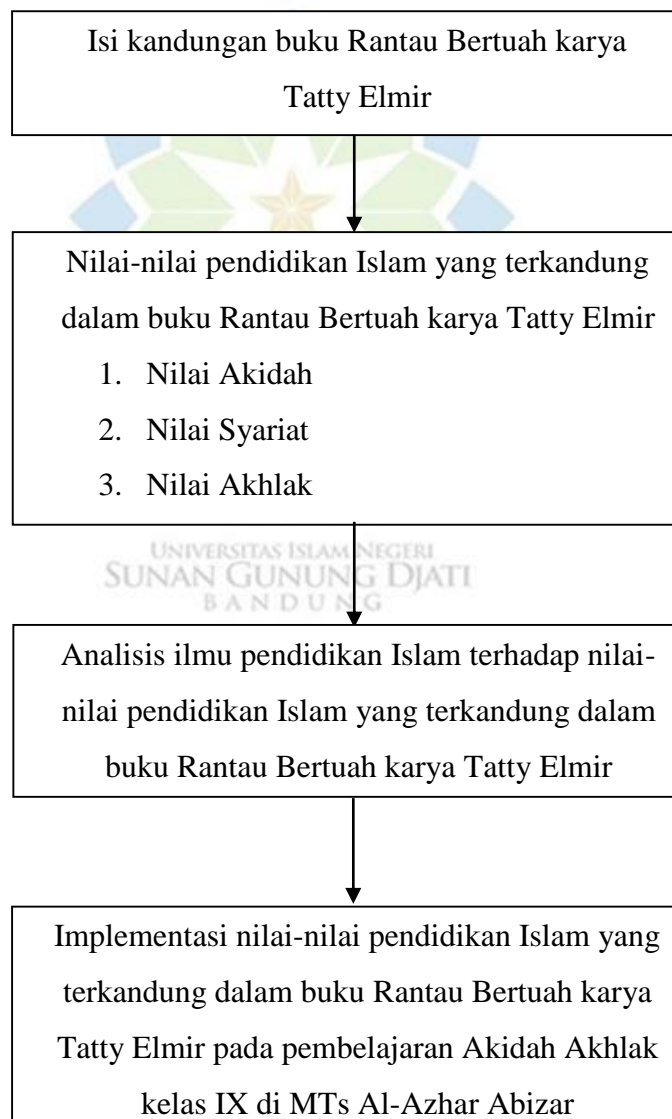 Isi kandungan buku Rantau Bertuah karya
Tatty Elmir
Nilai-nilai pendidikan Islam yang terkandung
dalam buku Rantau Bertuah karya Tatty Elmir
1. Nilai Akidah
2. Nilai Syariat
3. Nilai Akhlak
UNIVERSITAS ISLAM NEGERI
SUNAN GUNUNG DJATI
BANDUNG
Analisis ilmu pendidikan Islam terhadap nilai-
nilai pendidikan Islam yang terkandung dalam
buku Rantau Bertuah karya Tatty Elmir
Implementasi nilai-nilai pendidikan Islam yang
terkandung dalam buku Rantau Bertuah karya
Tatty Elmir pada pembelajaran Akidah Akhlak
kelas IX di MTs Al-Azhar Abizar